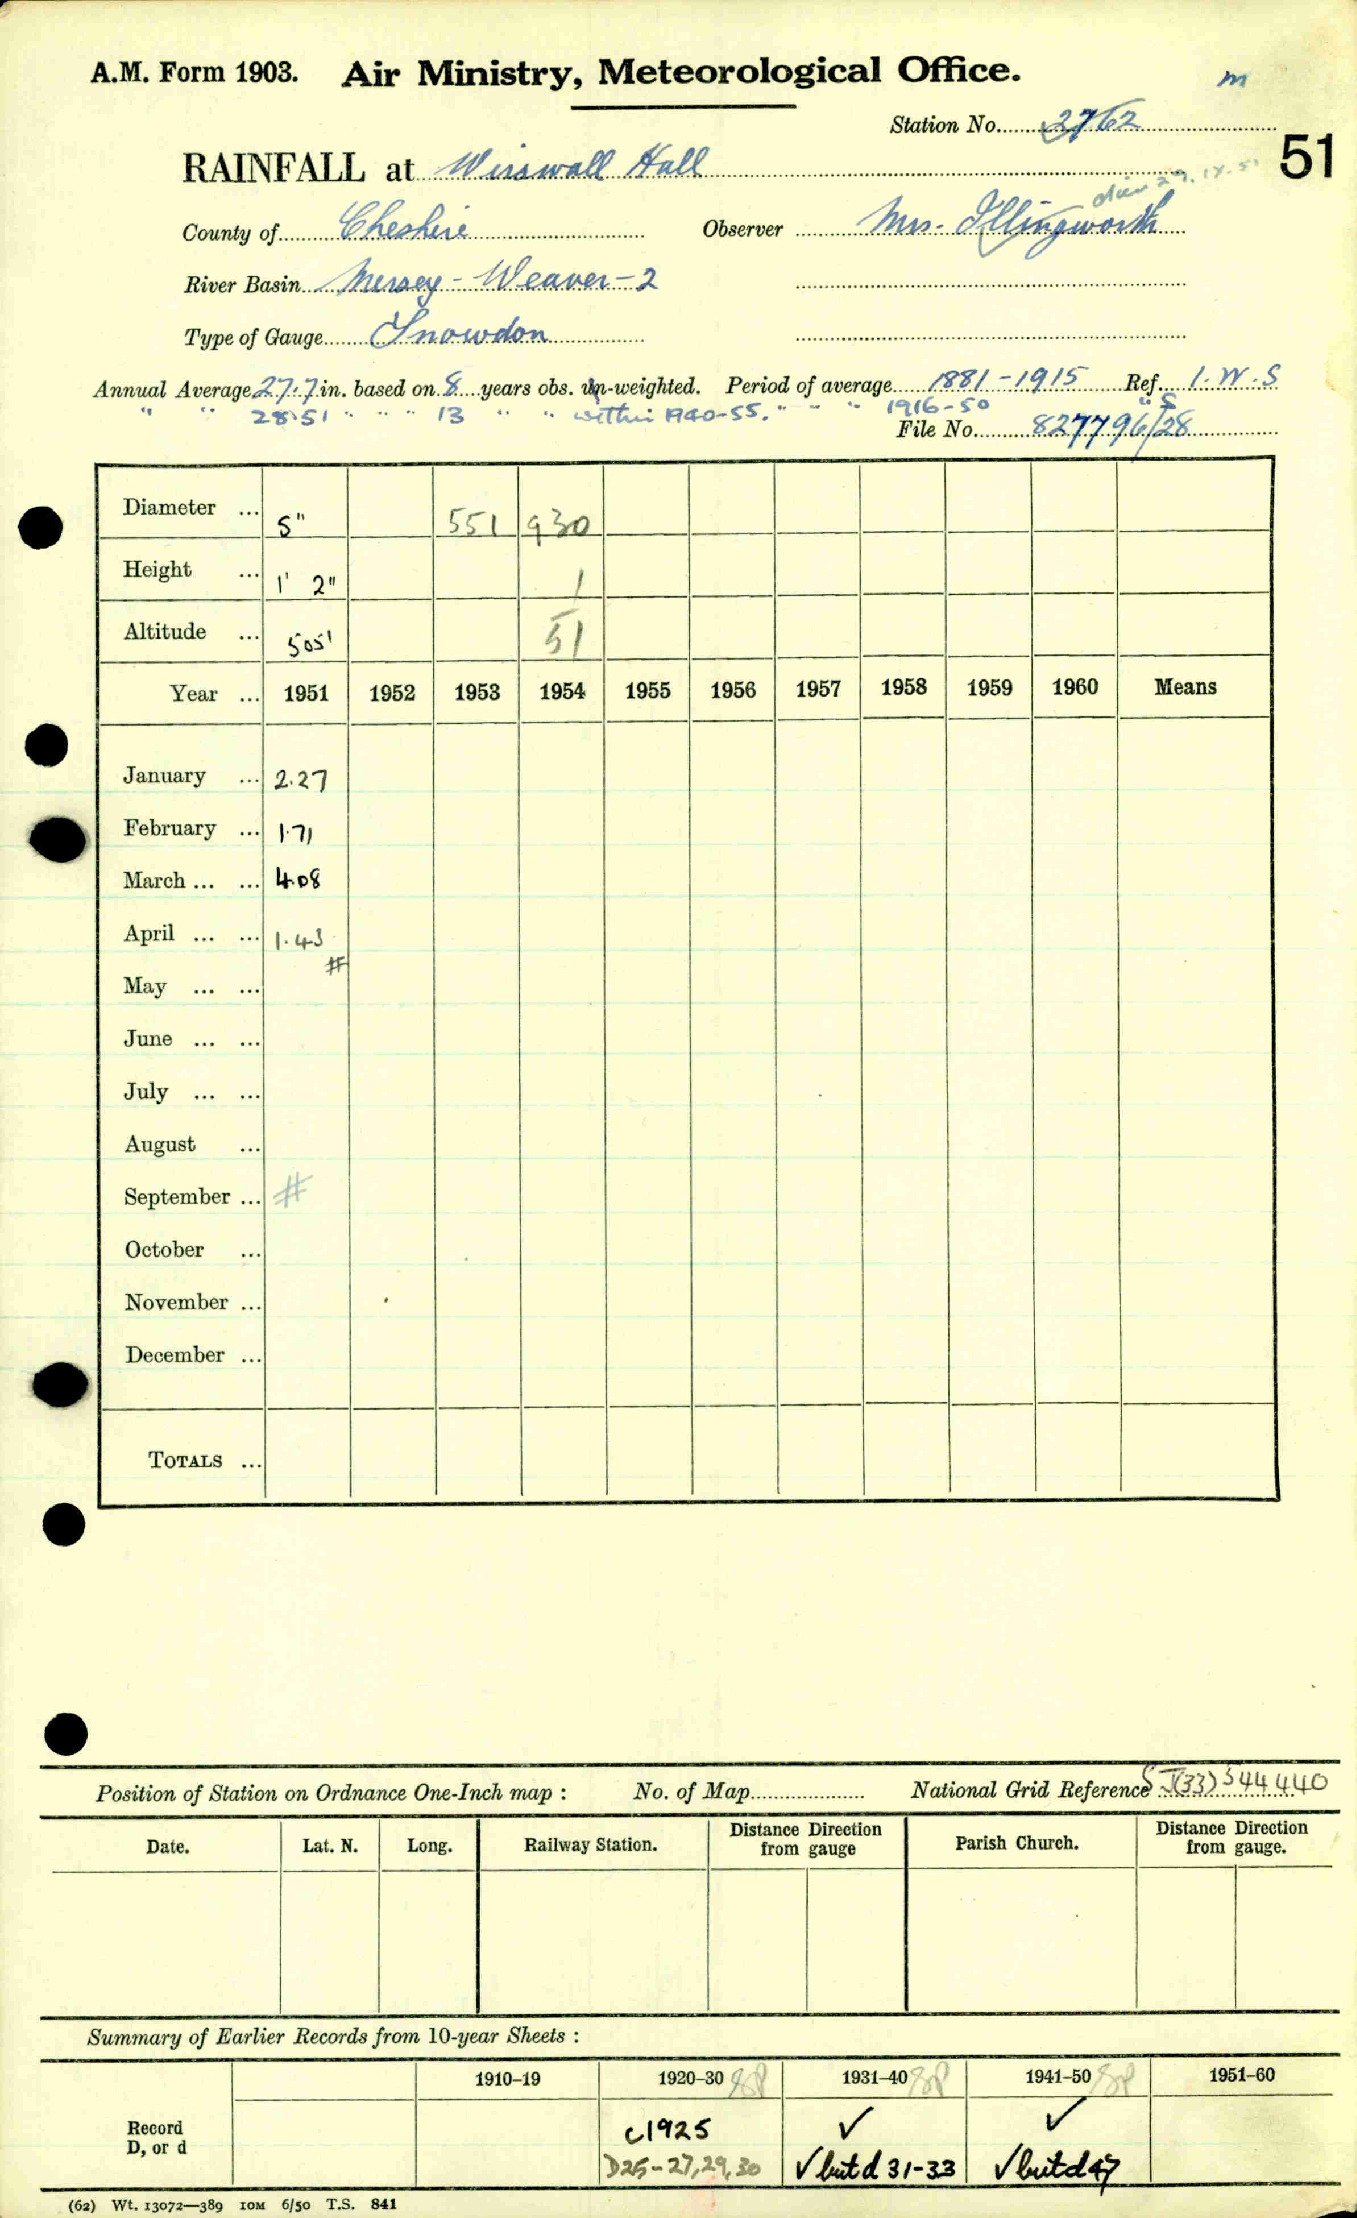 A.M. Form 1903. Air Ministry, Meteorological Office. m
Station No. 2762
51
RAINFALL at Wirswall Hall
died 29.IX.51
County of Cheshire Observer Mrs. Illingworth
River Basin Mersey - Weaver - 2
Type of Gauge Snowdon
Annual Average 27.7 in. based on 8 years obs. un-weighted. Period of average 1881-1915 Ref. I.W.S
" " 28.51 " " " 13 " " within 1940-55. " " " 1916-50 " S
File No. 827796/28
Diameter ... 5" 551 930
Height ... 1' 2" 1
Altitude ... 505' 51
Year ... 1951 1952 1953 1954 1955 1956 1957 1958 1959 1960 Means
January ... 2.27
February ... 1.71
March ... ... 4.08
April ... ... 1.43
#
May ... ...
June ... ...
July ... ...
August ...
September ... #
October ...
November ...
December ...
TOTALS ...
Position of Station on Ordnance One-Inch map : No. of Map National Grid Reference SJ(33)544440
Date. Lat. N. Long. Railway Station. Distance from Direction gauge Parish Church. Distance from Direction gauge.
Summary of Earlier Records from 10-year Sheets :
1910-19 1920-30 1931-40 1941-50 1951-60
Record D, or d
c1925 ✓ ✓
D25-27,29,30 ✓ but d 31-33 ✓ but d 47
(62) Wt. 13072—389 10M 6/50 T.S. 841